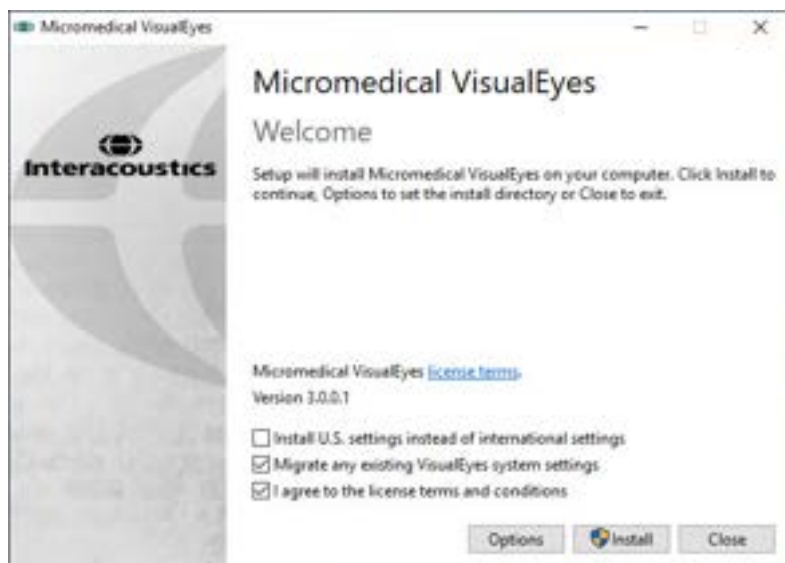 Micromedical VisualEyes
Interacoustics
Micromedical VisualEyes
Welcome
Setup will install Micromedical VisualEyes on your computer. Click Install to
continue, Options to set the install directory or Close to exit.
Micromedical VisualEyes license terms.
Version 3.0.0.1
Install U.S. settings instead of international settings
Migrate any existing VisualEyes system settings
I agree to the license terms and conditions
Options Install Close